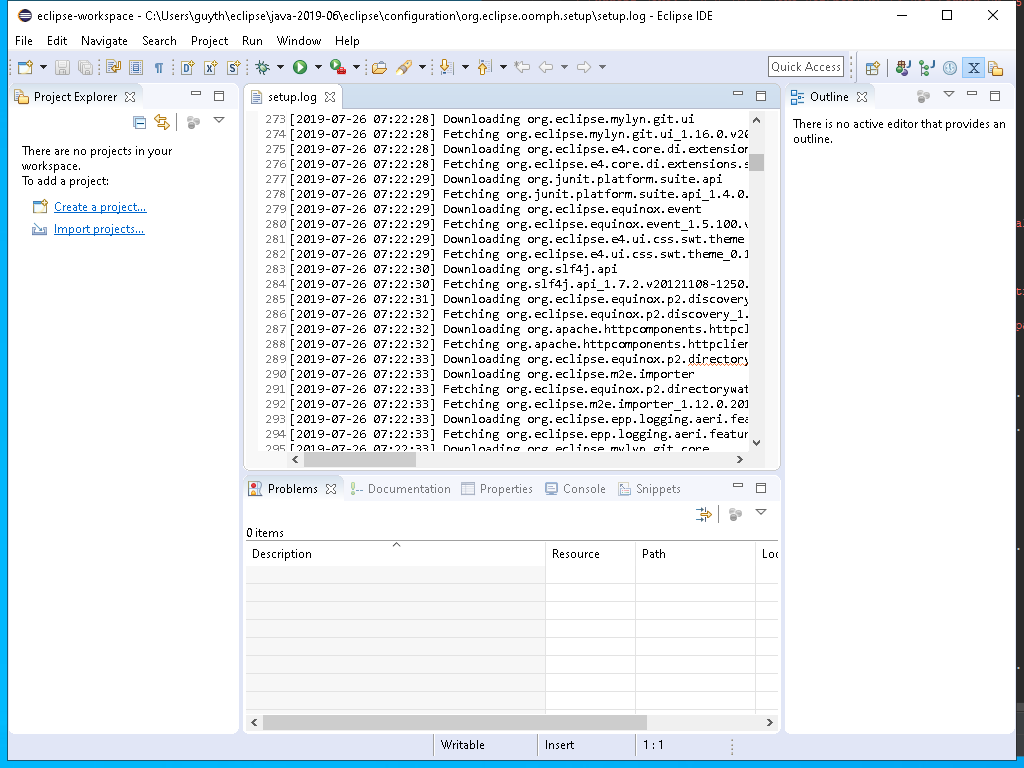 eclipse-workspace - C:\Users\guyth\eclipse\java-2019-06\eclipse\configuration\org.eclipse.oomph.setup\setup.log - Eclipse IDE
File Edit Navigate Search Project Run Window Help
Quick Access
Project Explorer
There are no projects in your
workspace.
To add a project:
Create a project...
Import projects...
setup.log
273 [2019-07-26 07:22:28] Downloading org.eclipse.mylyn.git.ui
274 [2019-07-26 07:22:28] Fetching org.eclipse.mylyn.git.ui_1.16.0.v20
275 [2019-07-26 07:22:28] Downloading org.eclipse.e4.core.di.extension
276 [2019-07-26 07:22:28] Fetching org.eclipse.e4.core.di.extensions.s
277 [2019-07-26 07:22:29] Downloading org.junit.platform.suite.api
278 [2019-07-26 07:22:29] Fetching org.junit.platform.suite.api_1.4.0.
279 [2019-07-26 07:22:29] Downloading org.eclipse.equinox.event
280 [2019-07-26 07:22:29] Fetching org.eclipse.equinox.event_1.5.100.v
281 [2019-07-26 07:22:29] Downloading org.eclipse.e4.ui.css.swt.theme
282 [2019-07-26 07:22:29] Fetching org.eclipse.e4.ui.css.swt.theme_0.1
283 [2019-07-26 07:22:30] Downloading org.slf4j.api
284 [2019-07-26 07:22:30] Fetching org.slf4j.api_1.7.2.v20121108-1250.
285 [2019-07-26 07:22:31] Downloading org.eclipse.equinox.p2.discovery
286 [2019-07-26 07:22:32] Fetching org.eclipse.equinox.p2.discovery_1.
287 [2019-07-26 07:22:32] Downloading org.apache.httpcomponents.httpcl
288 [2019-07-26 07:22:32] Fetching org.apache.httpcomponents.httpclien
289 [2019-07-26 07:22:33] Downloading org.eclipse.equinox.p2.directory
290 [2019-07-26 07:22:33] Downloading org.eclipse.m2e.importer
291 [2019-07-26 07:22:33] Fetching org.eclipse.equinox.p2.directorywat
292 [2019-07-26 07:22:33] Fetching org.eclipse.m2e.importer_1.12.0.201
293 [2019-07-26 07:22:33] Downloading org.eclipse.epp.logging.aeri.fea
294 [2019-07-26 07:22:33] Fetching org.eclipse.epp.logging.aeri.featur
295 [2019-07-26 07:22:33] Downloading org.eclipse.mylyn.git.core
Outline
There is no active editor that provides an
outline.
Problems Documentation Properties Console Snippets
0 items
Description Resource Path Loc
Writable Insert 1 : 1